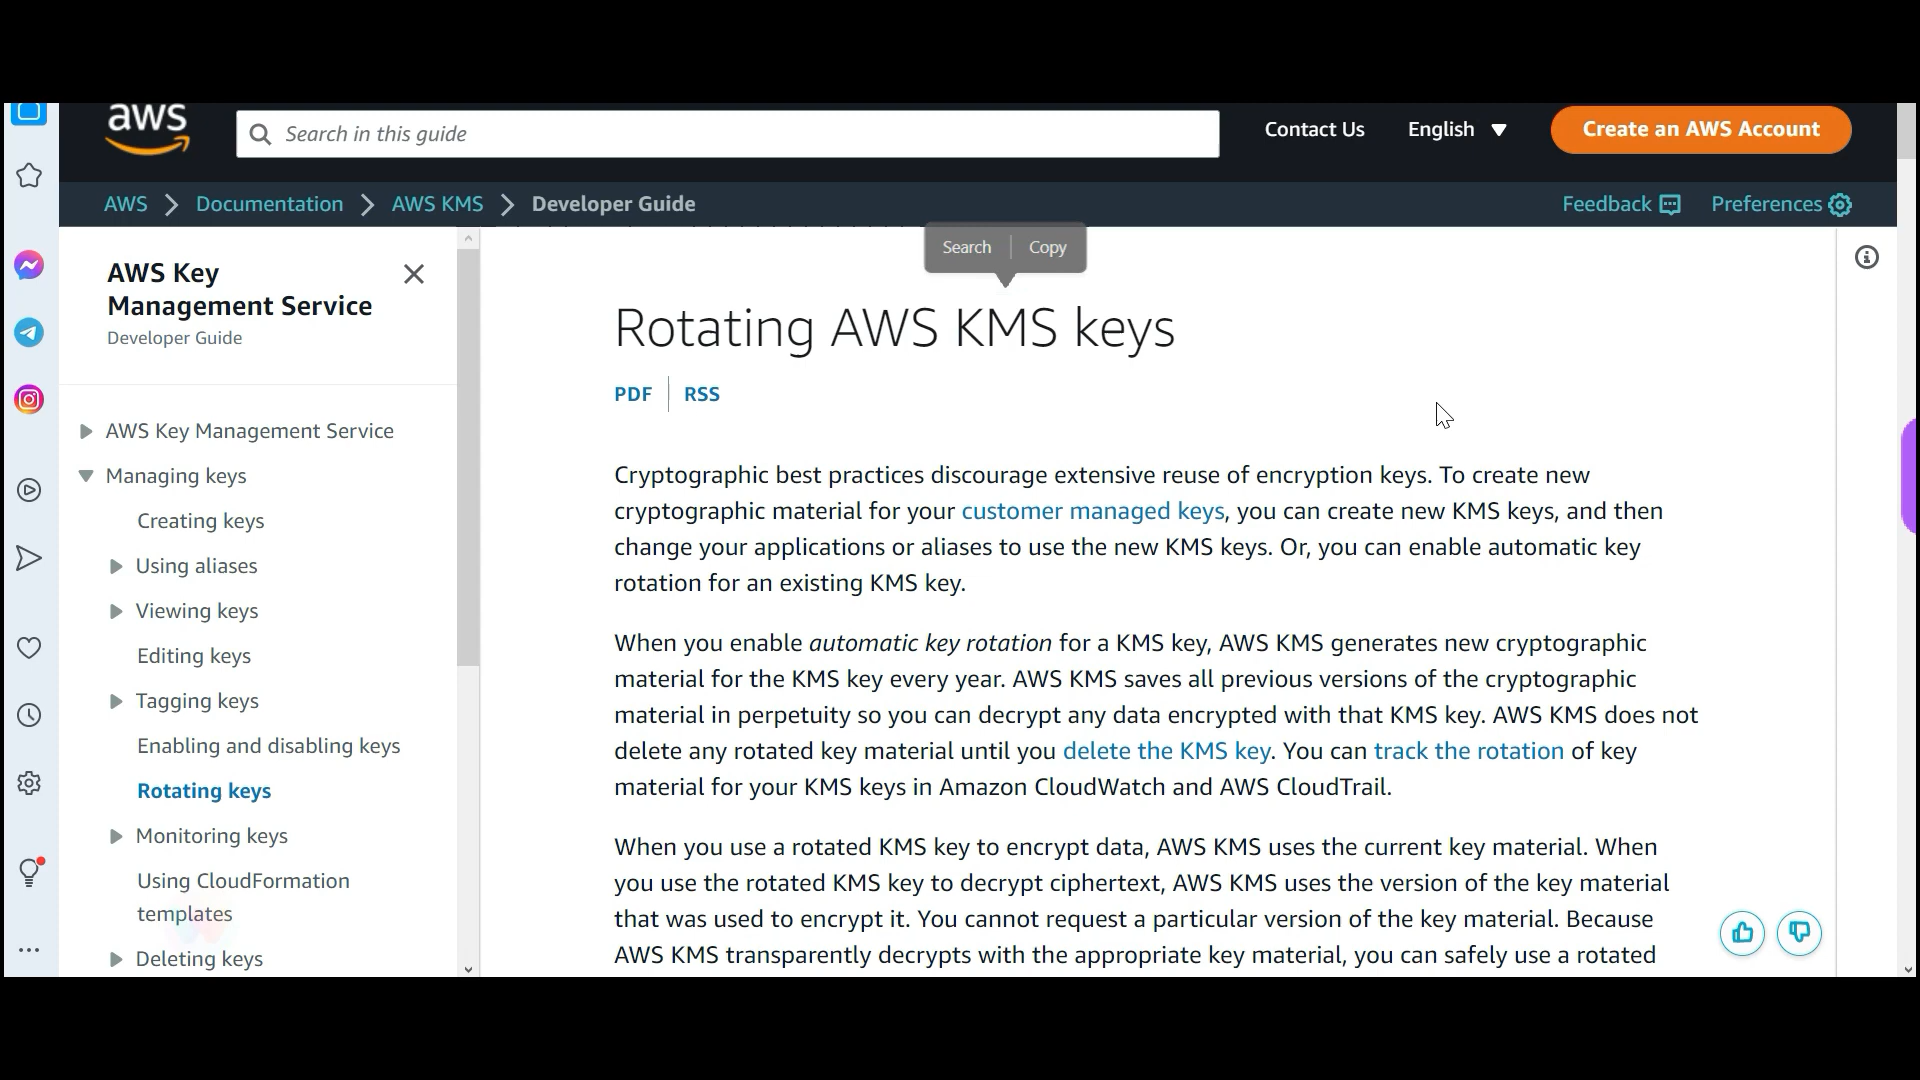 aws
Search in this guide
Contact Us
English
Create an AWS Account
AWS
Documentation
AWS KMS
Developer Guide
Feedback
Preferences
Search
Copy
AWS Key
Management Service
Developer Guide
AWS Key Management Service
Managing keys
Creating keys
Using aliases
Viewing keys
Editing keys
Tagging keys
Enabling and disabling keys
Rotating keys
Monitoring keys
Using CloudFormation
templates
Deleting keys
Rotating AWS KMS keys
PDF
RSS
Cryptographic best practices discourage extensive reuse of encryption keys. To create new
cryptographic material for your customer managed keys, you can create new KMS keys, and then
change your applications or aliases to use the new KMS keys. Or, you can enable automatic key
rotation for an existing KMS key.
When you enable automatic key rotation for a KMS key, AWS KMS generates new cryptographic
material for the KMS key every year. AWS KMS saves all previous versions of the cryptographic
material in perpetuity so you can decrypt any data encrypted with that KMS key. AWS KMS does not
delete any rotated key material until you delete the KMS key. You can track the rotation of key
material for your KMS keys in Amazon CloudWatch and AWS CloudTrail.
When you use a rotated KMS key to encrypt data, AWS KMS uses the current key material. When
you use the rotated KMS key to decrypt ciphertext, AWS KMS uses the version of the key material
that was used to encrypt it. You cannot request a particular version of the key material. Because
AWS KMS transparently decrypts with the appropriate key material, you can safely use a rotated